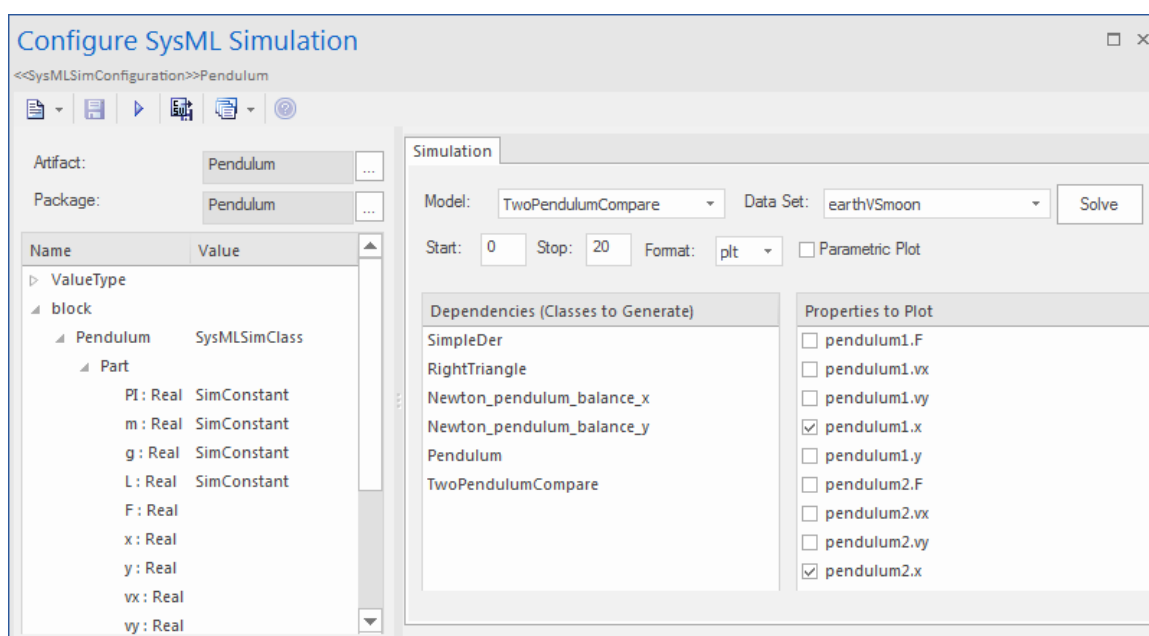 Configure SysML Simulation
<<SysMLSimConfiguration>>Pendulum
Artifact: Pendulum ...
Package: Pendulum ...
Name Value
ValueType
block
Pendulum SysMLSimClass
Part
PI : Real SimConstant
m : Real SimConstant
g : Real SimConstant
L : Real SimConstant
F : Real
x : Real
y : Real
vx : Real
vy : Real
Simulation
Model: TwoPendulumCompare Data Set: earthVSmoon Solve
Start: 0 Stop: 20 Format: plt Parametric Plot
Dependencies (Classes to Generate)
SimpleDer
RightTriangle
Newton_pendulum_balance_x
Newton_pendulum_balance_y
Pendulum
TwoPendulumCompare
Properties to Plot
pendulum1.F
pendulum1.vx
pendulum1.vy
pendulum1.x
pendulum1.y
pendulum2.F
pendulum2.vx
pendulum2.vy
pendulum2.x